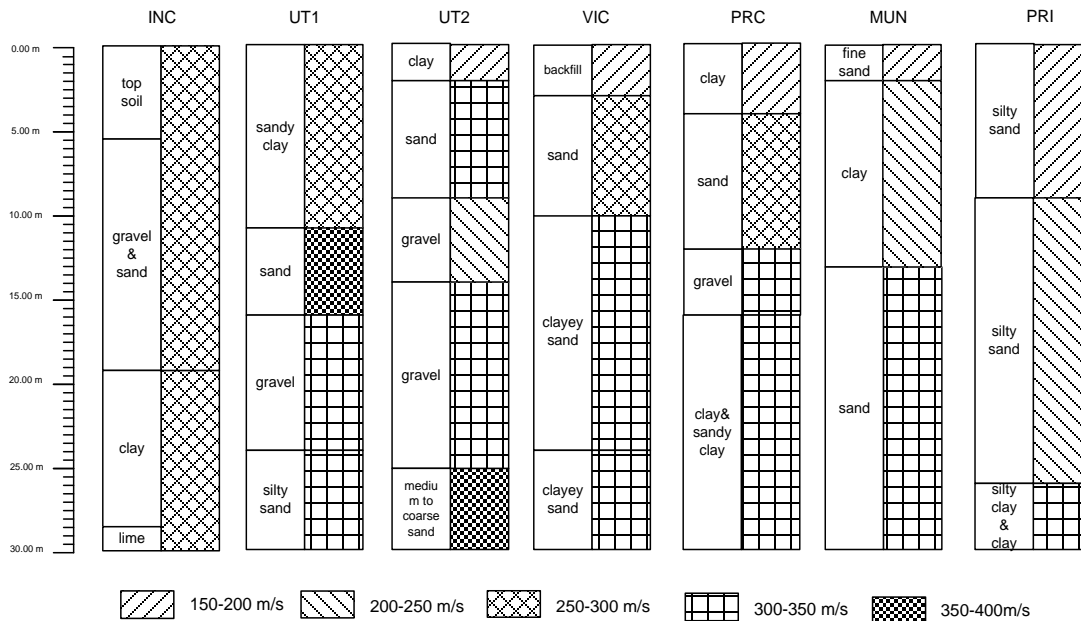 INC UT1 UT2 VIC PRC MUN PRI
0.00 m
5.00 m
10.00 m
15.00 m
20.00 m
25.00 m
30.00 m
top
soil
gravel
&
sand
clay
lime
sandy
clay
sand
gravel
silty
sand
clay
sand
gravel
gravel
mediu
m to
coarse
sand
backfill
sand
clayey
sand
clayey
sand
clay
sand
gravel
clay&
sandy
clay
fine
sand
clay
sand
silty
sand
silty
sand
silty
clay
&
clay
150-200 m/s 200-250 m/s 250-300 m/s 300-350 m/s 350-400m/s